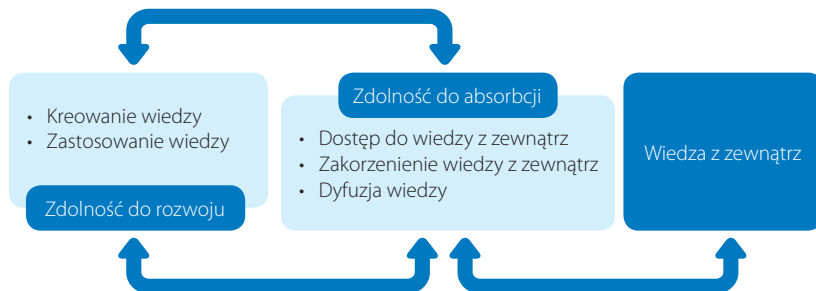 • Kreowanie wiedzy
• Zastosowanie wiedzy
Zdolność do rozwoju
Zdolność do absorbcji
• Dostęp do wiedzy z zewnątrz
• Zakorzenienie wiedzy z zewnątrz
• Dyfuzja wiedzy
Wiedza z zewnątrz